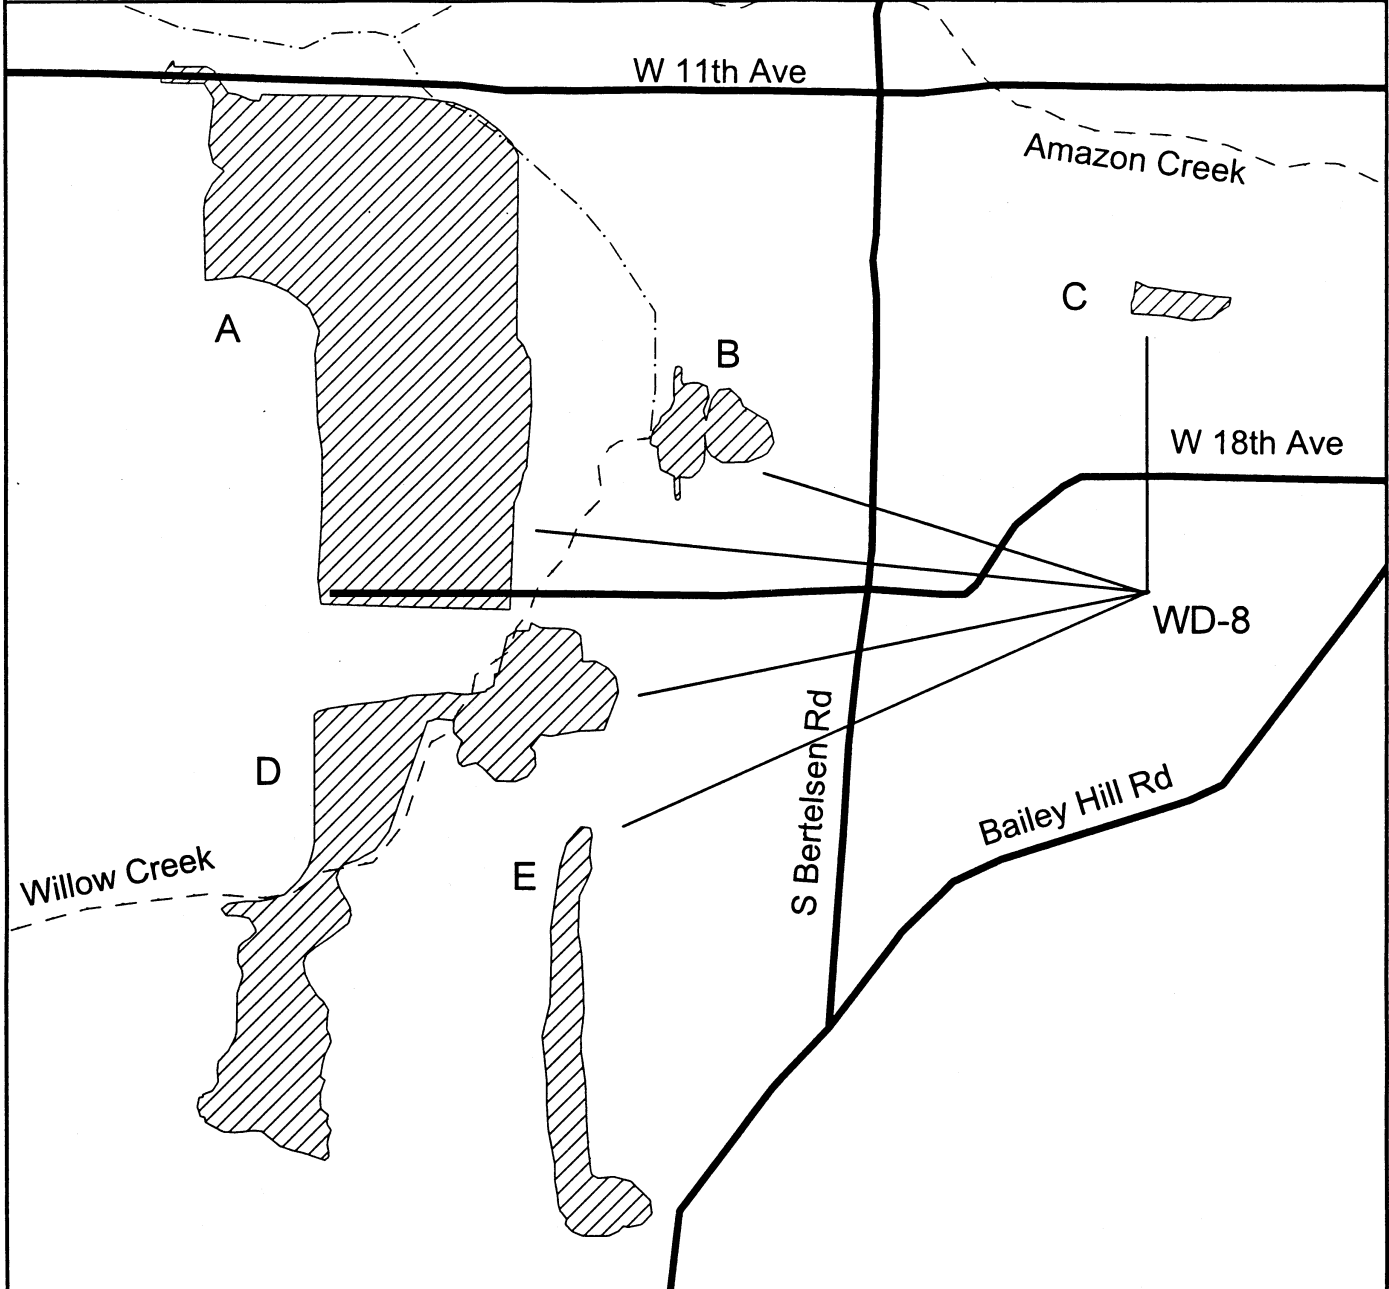 W 11th Ave
Amazon Creek
A
B
C
W 18th Ave
WD-8
D
E
Willow Creek
S Bertelsen Rd
Bailey Hill Rd